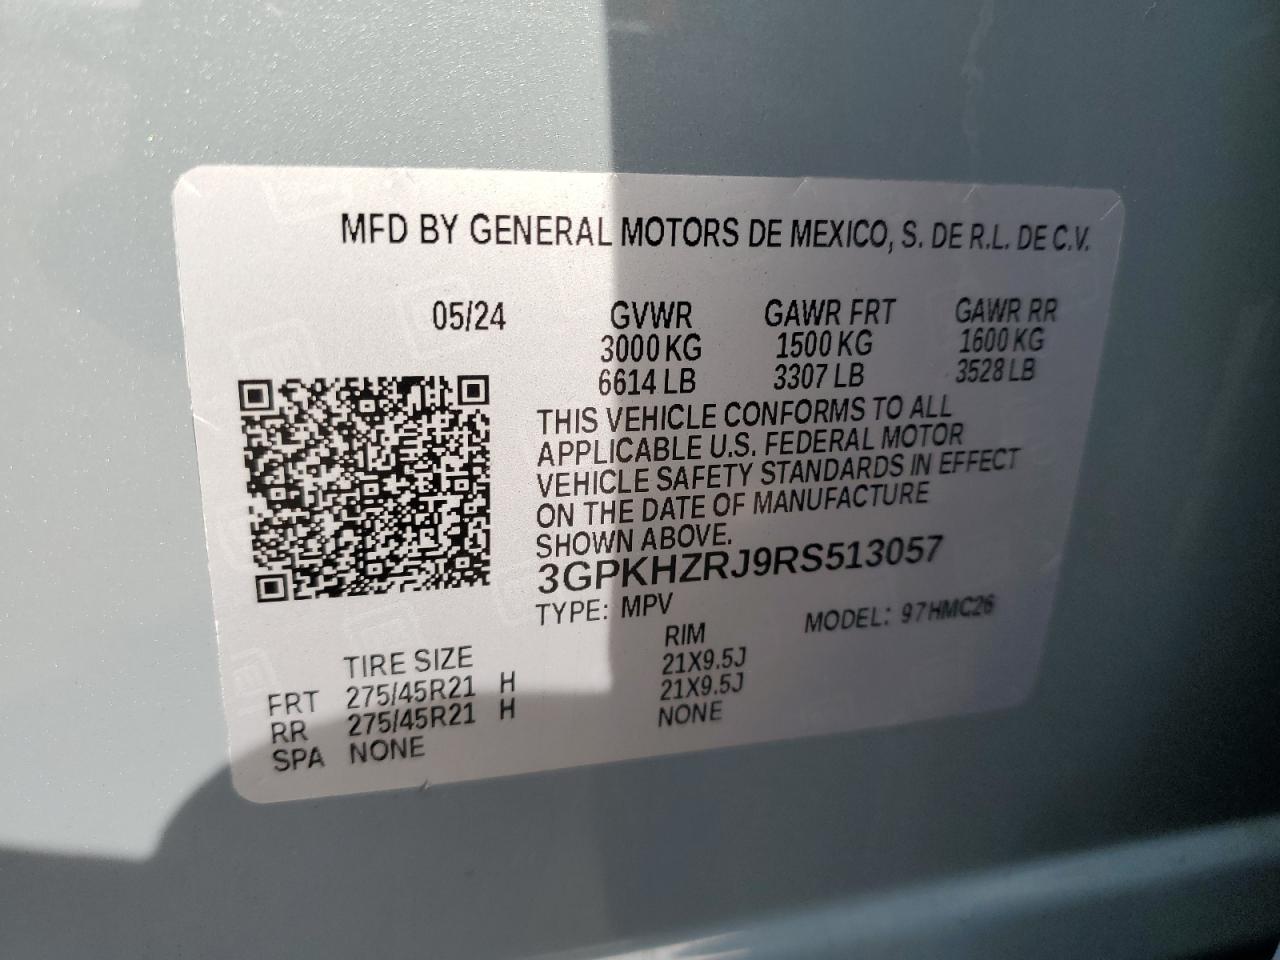 MFD BY GENERAL MOTORS DE MEXICO, S. DE R.L. DE C.V.
05/24 GVWR GAWR FRT GAWR RR
3000 KG 1500 KG 1600 KG
6614 LB 3307 LB 3528 LB
THIS VEHICLE CONFORMS TO ALL
APPLICABLE U.S. FEDERAL MOTOR
VEHICLE SAFETY STANDARDS IN EFFECT
ON THE DATE OF MANUFACTURE
SHOWN ABOVE.
3GPKHZRJ9RS513057
TYPE: MPV MODEL: 97HMC26
TIRE SIZE RIM
FRT 275/45R21 H 21X9.5J
RR 275/45R21 H 21X9.5J
SPA NONE NONE